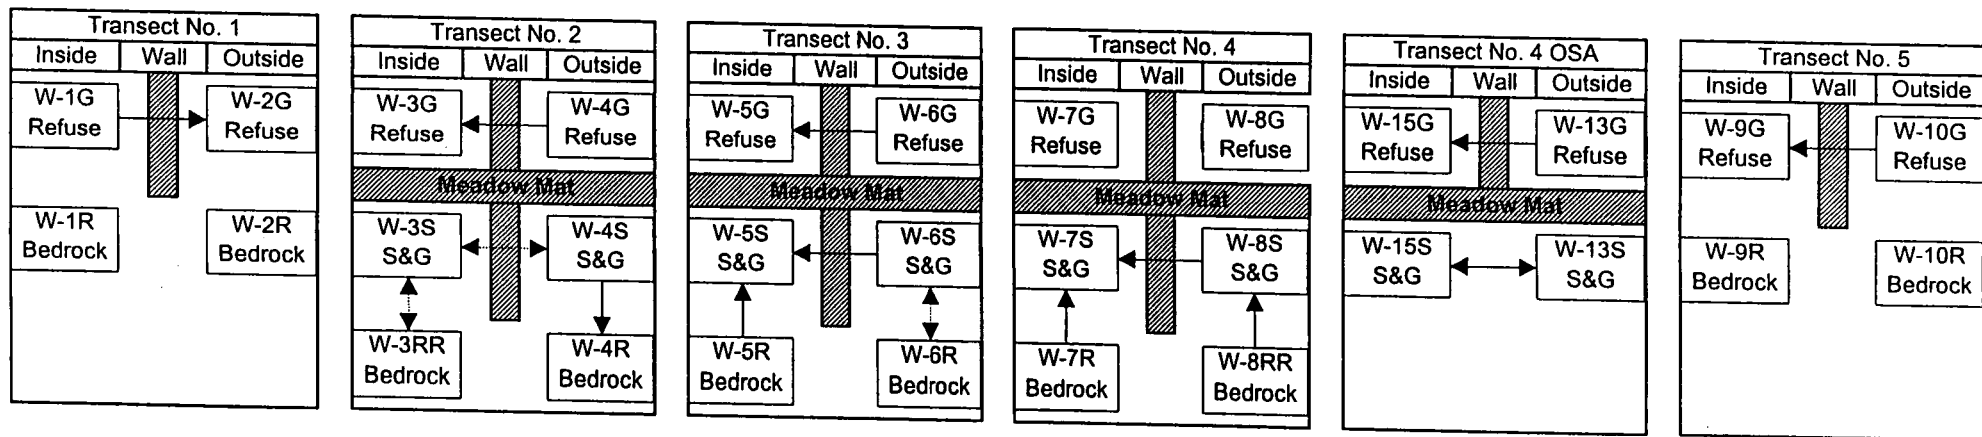 Transect No. 1
Inside Wall Outside
W-1G
Refuse
W-2G
Refuse
W-1R
Bedrock
W-2R
Bedrock
Transect No. 2
Inside Wall Outside
W-3G
Refuse
W-4G
Refuse
Meadow Mat
W-3S
S&G
W-4S
S&G
W-3RR
Bedrock
W-4R
Bedrock
Transect No. 3
Inside Wall Outside
W-5G
Refuse
W-6G
Refuse
Meadow Mat
W-5S
S&G
W-6S
S&G
W-5R
Bedrock
W-6R
Bedrock
Transect No. 4
Inside Wall Outside
W-7G
Refuse
W-8G
Refuse
Meadow Mat
W-7S
S&G
W-8S
S&G
W-7R
Bedrock
W-8RR
Bedrock
Transect No. 4 OSA
Inside Wall Outside
W-15G
Refuse
W-13G
Refuse
Meadow Mat
W-15S
S&G
W-13S
S&G
Transect No. 5
Inside Wall Outside
W-9G
Refuse
W-10G
Refuse
W-9R
Bedrock
W-10R
Bedrock